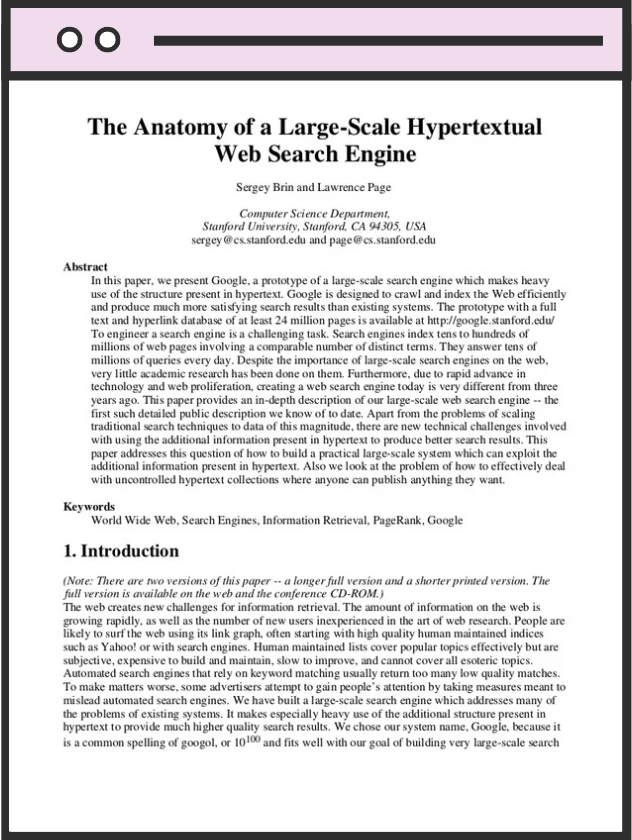 The Anatomy of a Large-Scale Hypertextual
Web Search Engine
Sergey Brin and Lawrence Page
Computer Science Department,
Stanford University, Stanford, CA 94305, USA
sergey@cs.stanford.edu and page@cs.stanford.edu
Abstract
In this paper, we present Google, a prototype of a large-scale search engine which makes heavy
use of the structure present in hypertext. Google is designed to crawl and index the Web efficiently
and produce much more satisfying search results than existing systems. The prototype with a full
text and hyperlink database of at least 24 million pages is available at http://google.stanford.edu/
To engineer a search engine is a challenging task. Search engines index tens to hundreds of
millions of web pages involving a comparable number of distinct terms. They answer tens of
millions of queries every day. Despite the importance of large-scale search engines on the web,
very little academic research has been done on them. Furthermore, due to rapid advance in
technology and web proliferation, creating a web search engine today is very different from three
years ago. This paper provides an in-depth description of our large-scale web search engine -- the
first such detailed public description we know of to date. Apart from the problems of scaling
traditional search techniques to data of this magnitude, there are new technical challenges involved
with using the additional information present in hypertext to produce better search results. This
paper addresses this question of how to build a practical large-scale system which can exploit the
additional information present in hypertext. Also we look at the problem of how to effectively deal
with uncontrolled hypertext collections where anyone can publish anything they want.
Keywords
World Wide Web, Search Engines, Information Retrieval, PageRank, Google
1. Introduction
(Note: There are two versions of this paper -- a longer full version and a shorter printed version. The
full version is available on the web and the conference CD-ROM.)
The web creates new challenges for information retrieval. The amount of information on the web is
growing rapidly, as well as the number of new users inexperienced in the art of web research. People are
likely to surf the web using its link graph, often starting with high quality human maintained indices
such as Yahoo! or with search engines. Human maintained lists cover popular topics effectively but are
subjective, expensive to build and maintain, slow to improve, and cannot cover all esoteric topics.
Automated search engines that rely on keyword matching usually return too many low quality matches.
To make matters worse, some advertisers attempt to gain people's attention by taking measures meant to
mislead automated search engines. We have built a large-scale search engine which addresses many of
the problems of existing systems. It makes especially heavy use of the additional structure present in
hypertext to provide much higher quality search results. We chose our system name, Google, because it
is a common spelling of googol, or 10^100 and fits well with our goal of building very large-scale search